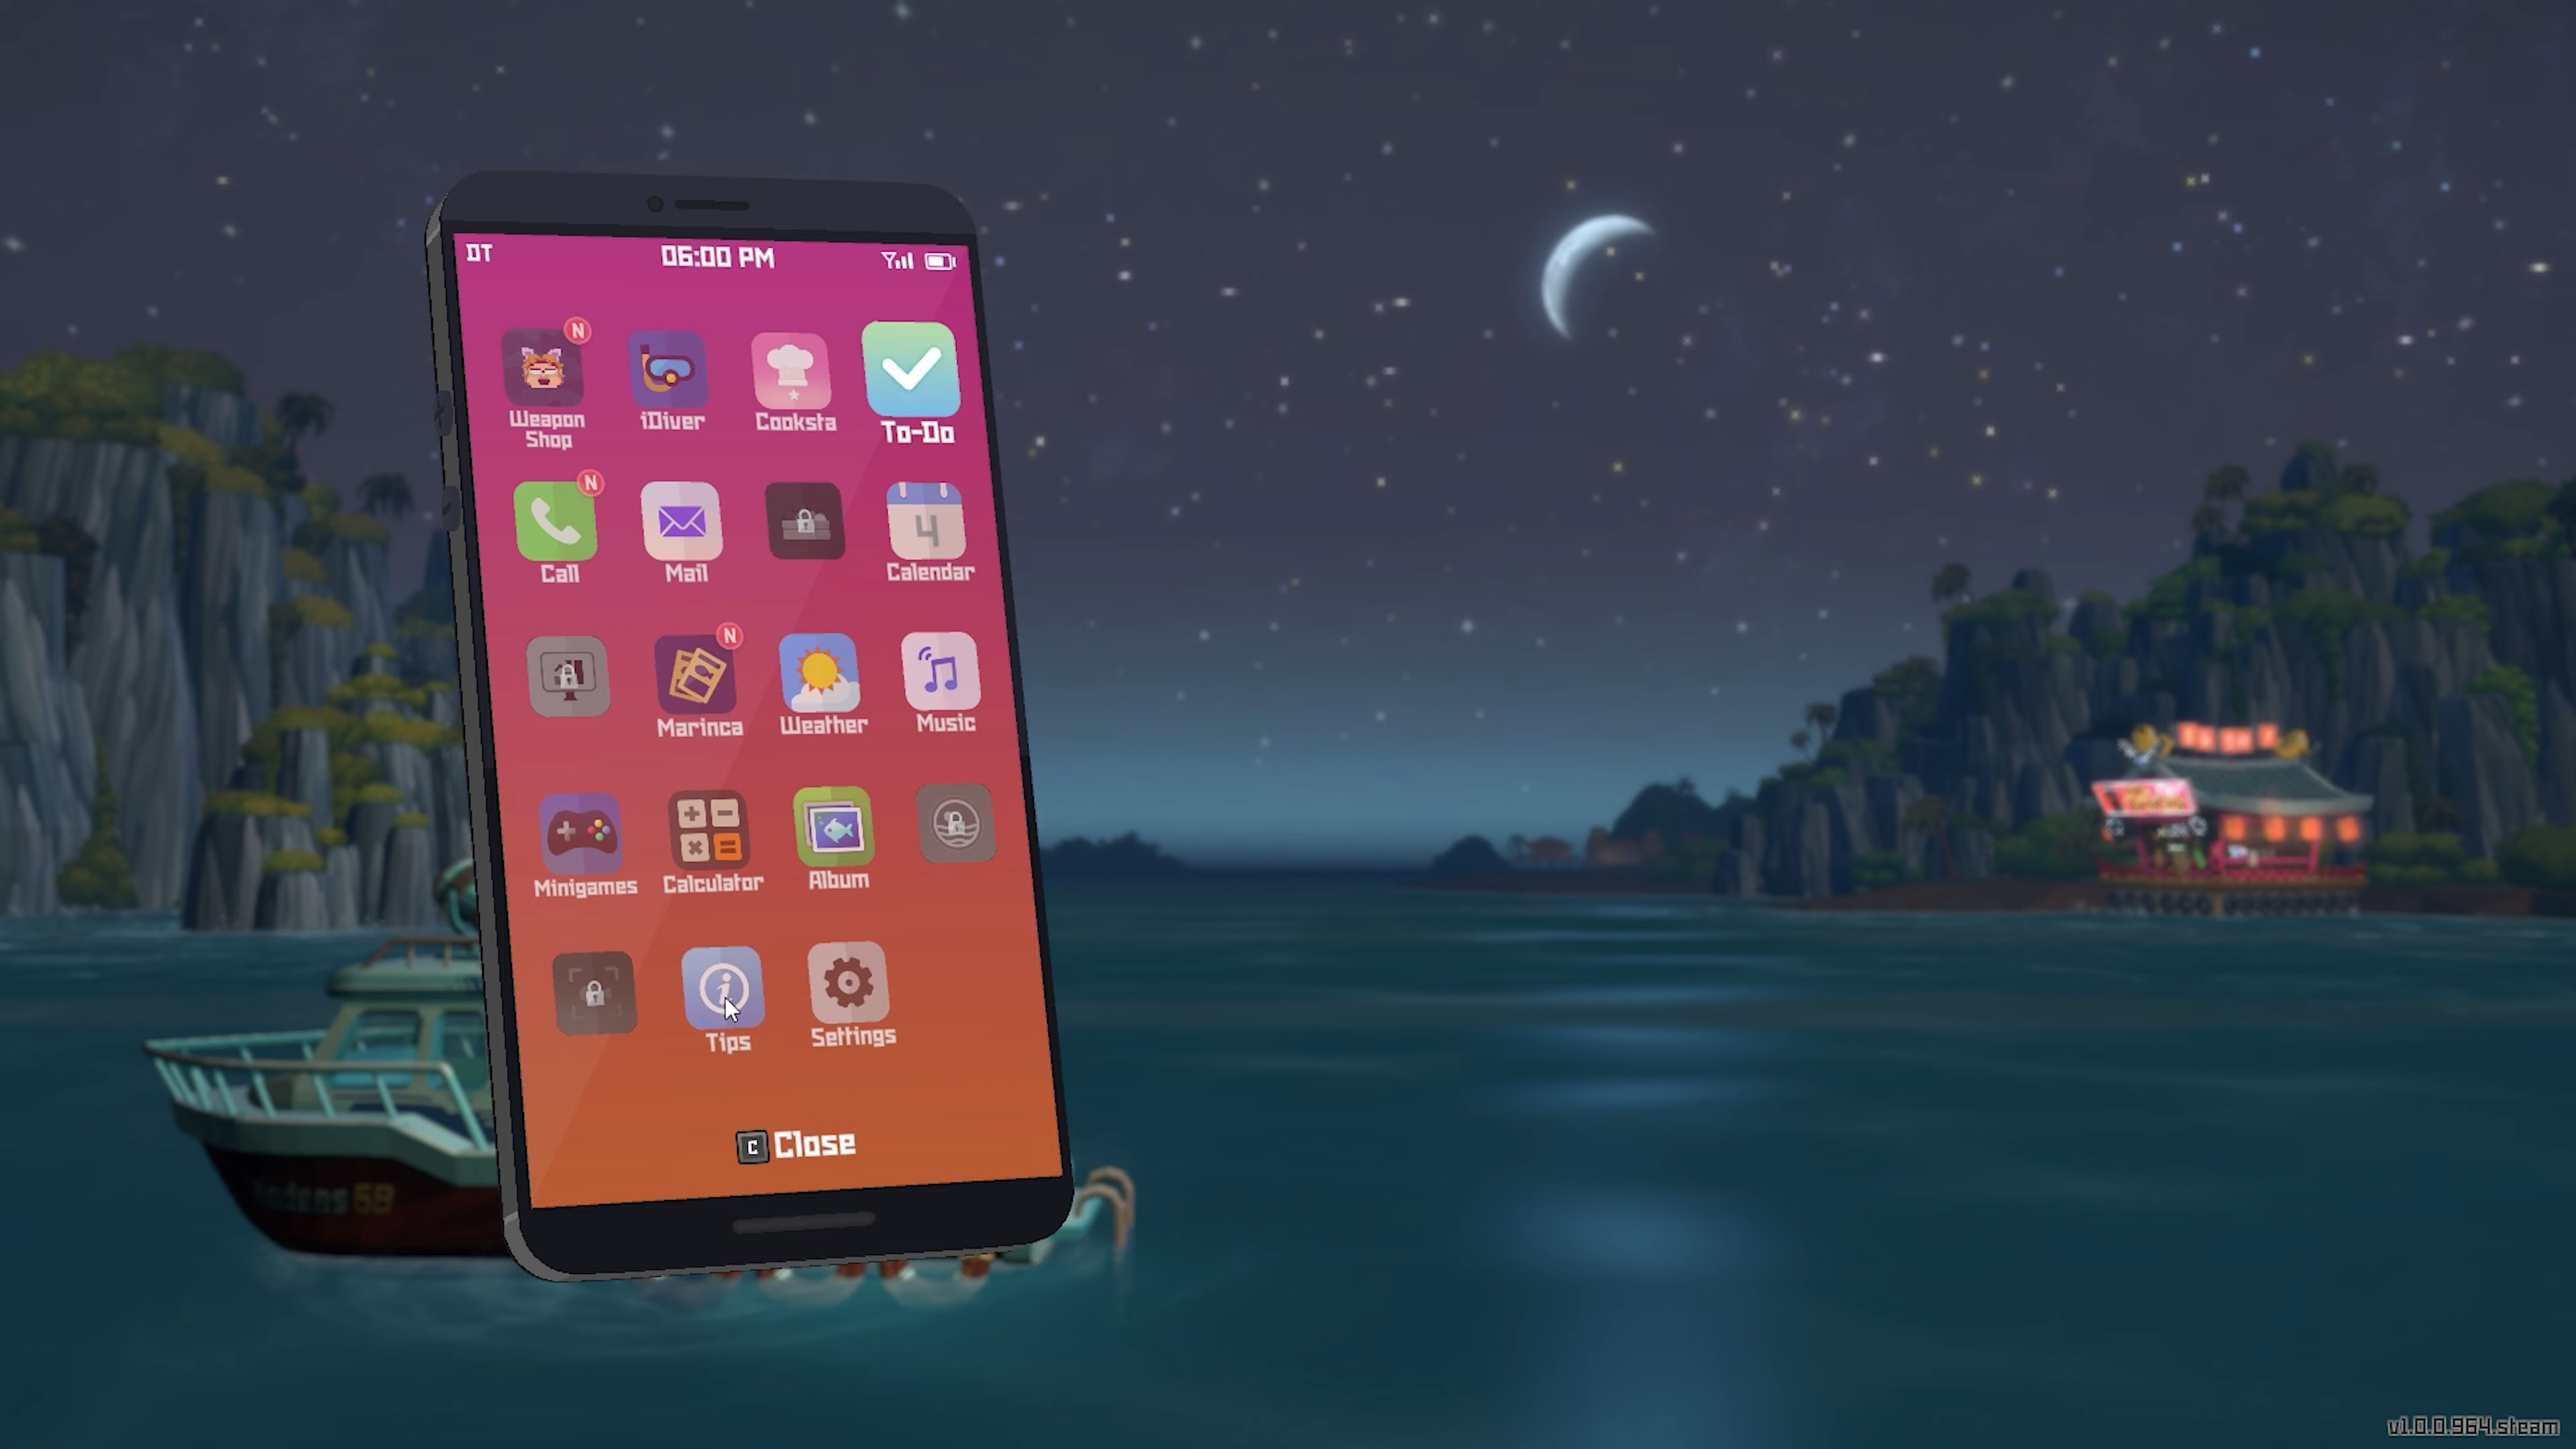 DT
06:00 PM
N
Weapon
Shop
iDiver
Cooksta
To-Do
N
Call
Mail
4
Calendar
N
Marinca
Weather
Music
Minigames
Calculator
Album
Tips
Settings
C Close
68
v1.0.0.964.steam